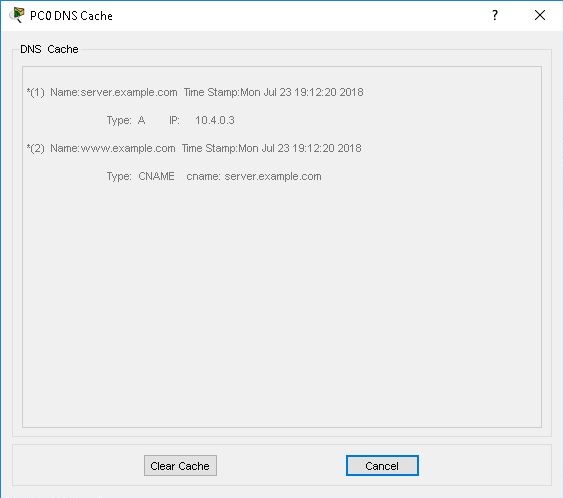 PC0 DNS Cache
?
DNS Cache
*(1) Name:server.example.com Time Stamp:Mon Jul 23 19:12:20 2018
Type: A IP: 10.4.0.3
*(2) Name:www.example.com Time Stamp:Mon Jul 23 19:12:20 2018
Type: CNAME cname: server.example.com
Clear Cache Cancel